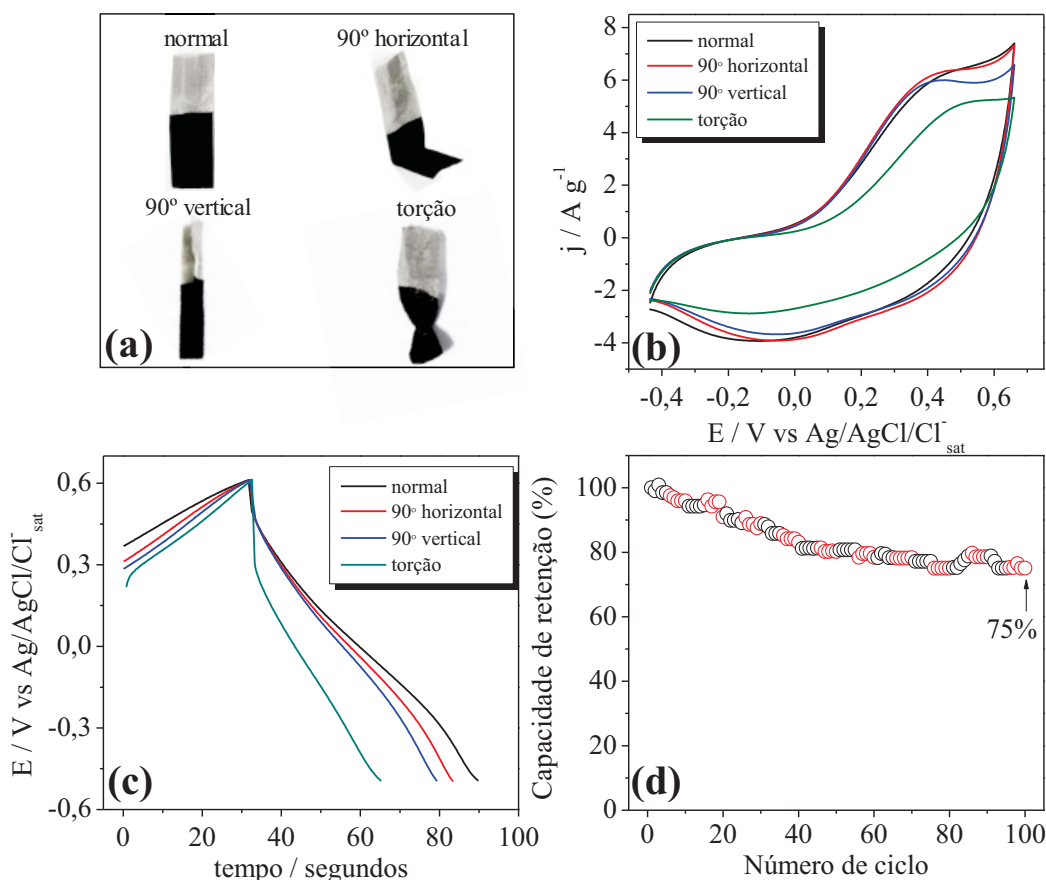 normal
90º horizontal
90º vertical
torção
(a)
normal
90º horizontal
90º vertical
torção
8
6
4
2
0
-2
-4
j / A g⁻¹
(b)
-0,4
-0,2
0,0
0,2
0,4
0,6
E / V vs Ag/AgCl/Cl⁻sat
normal
90º horizontal
90º vertical
torção
0,6
0,3
0,0
-0,3
-0,6
E / V vs Ag/AgCl/Cl⁻sat
(c)
0
20
40
60
80
100
tempo / segundos
100
80
60
40
20
0
Capacidade de retenção (%)
75%
(d)
0
20
40
60
80
100
Número de ciclo